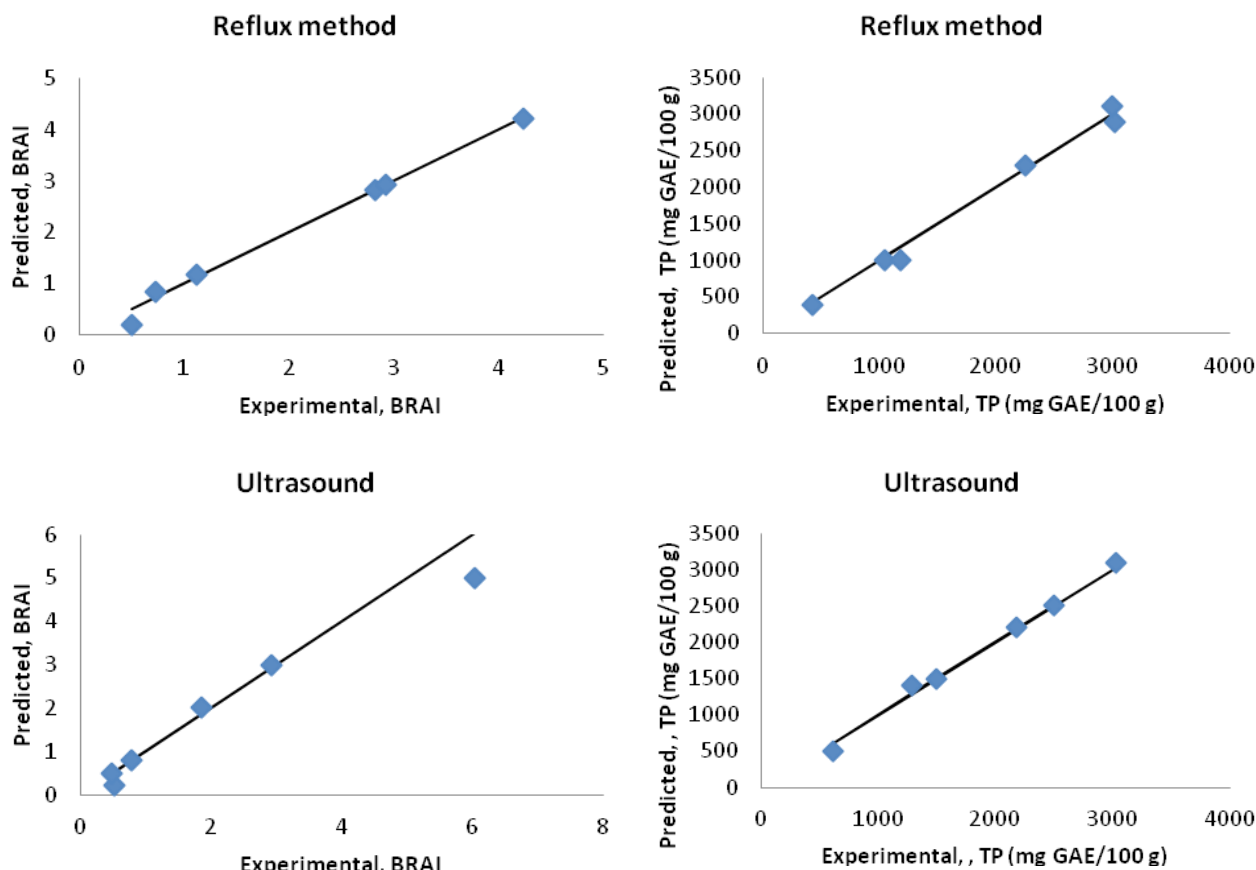 Reflux method
Predicted, BRAI
5
4
3
2
1
0
0 1 2 3 4 5
Experimental, BRAI
Reflux method
Predicted, TP (mg GAE/100 g)
3500
3000
2500
2000
1500
1000
500
0
0 1000 2000 3000 4000
Experimental, TP (mg GAE/100 g)
Ultrasound
Predicted, BRAI
6
5
4
3
2
1
0
0 2 4 6 8
Experimental, BRAI
Ultrasound
Predicted, , TP (mg GAE/100 g)
3500
3000
2500
2000
1500
1000
500
0
0 1000 2000 3000 4000
Experimental, , TP (mg GAE/100 g)